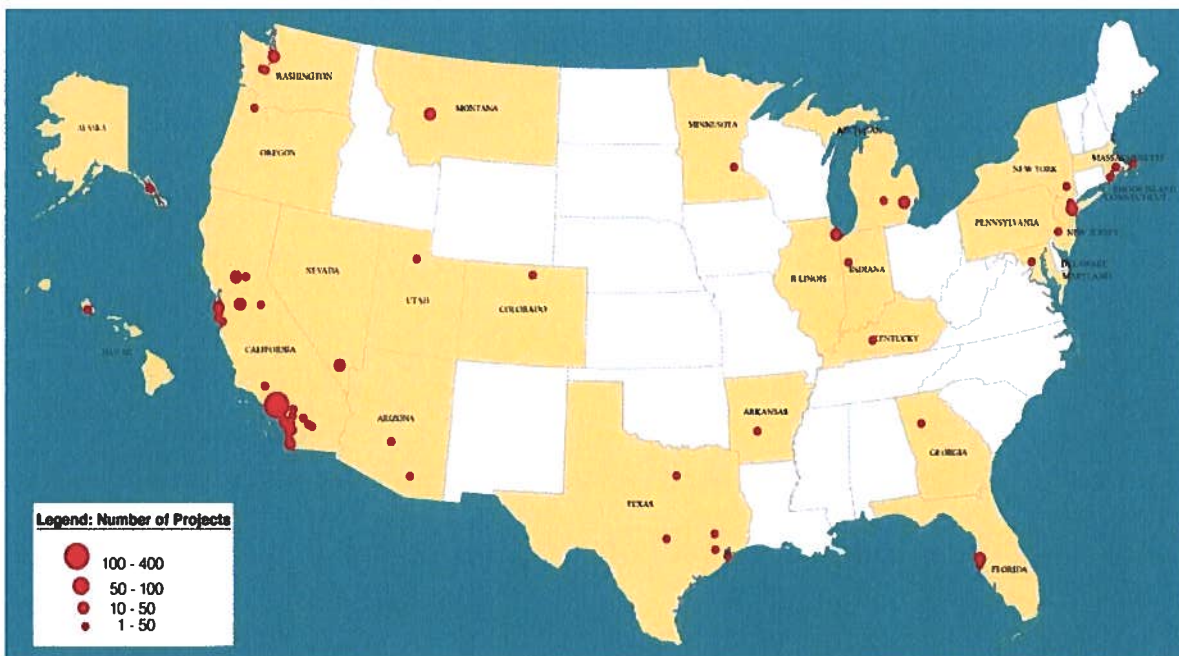 WASHINGTON
MONTANA
MINNESOTA
MICHIGAN
ALASKA
OREGON
NEW YORK
MASSACHUSETTS
RHODE ISLAND
CONNECTICUT
PENNSYLVANIA
NEW JERSEY
NEVADA
UTAH
COLORADO
ILLINOIS
INDIANA
DELAWARE
MARYLAND
HAWAII
CALIFORNIA
KENTUCKY
ARIZONA
ARKANSAS
GEORGIA
TEXAS
FLORIDA
Legend: Number of Projects
100 - 400
50 - 100
10 - 50
1 - 50